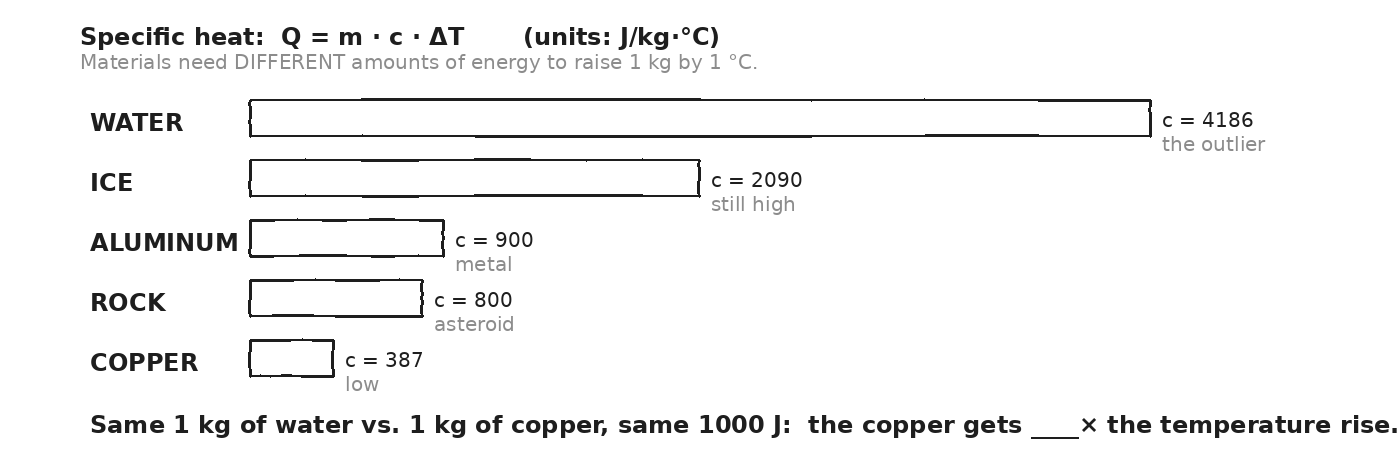 Specific heat:  Q = m · c · ΔT       (units: J/kg·°C)
Materials need DIFFERENT amounts of energy to raise 1 kg by 1 °C.
WATER
c = 4186
the outlier
ICE
c = 2090
still high
ALUMINUM
c = 900
metal
ROCK
c = 800
asteroid
COPPER
c = 387
low
Same 1 kg of water vs. 1 kg of copper, same 1000 J:  the copper gets ____× the temperature rise.